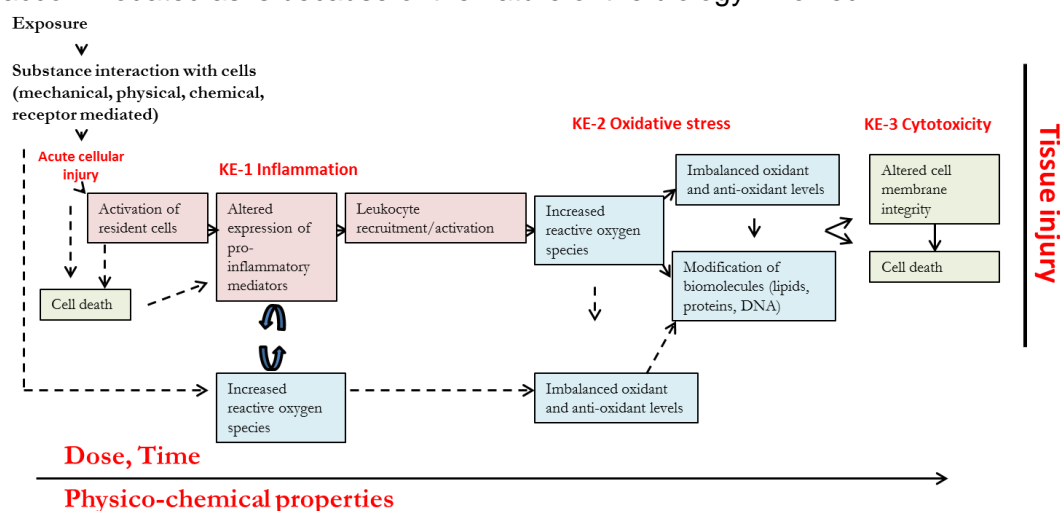 Exposure
Substance interaction with cells
(mechanical, physical, chemical,
receptor mediated)
Acute cellular
injury
KE-1 Inflammation
KE-2 Oxidative stress
KE-3 Cytotoxicity
Tissue injury
Activation of
resident cells
Altered
expression of
pro-
inflammatory
mediators
Leukocyte
recruitment/activation
Increased
reactive oxygen
species
Imbalanced oxidant
and anti-oxidant levels
Modification of
biomolecules (lipids,
proteins, DNA)
Altered cell
membrane
integrity
Cell death
Cell death
Increased
reactive oxygen
species
Imbalanced oxidant
and anti-oxidant levels
Dose, Time
Physico-chemical properties